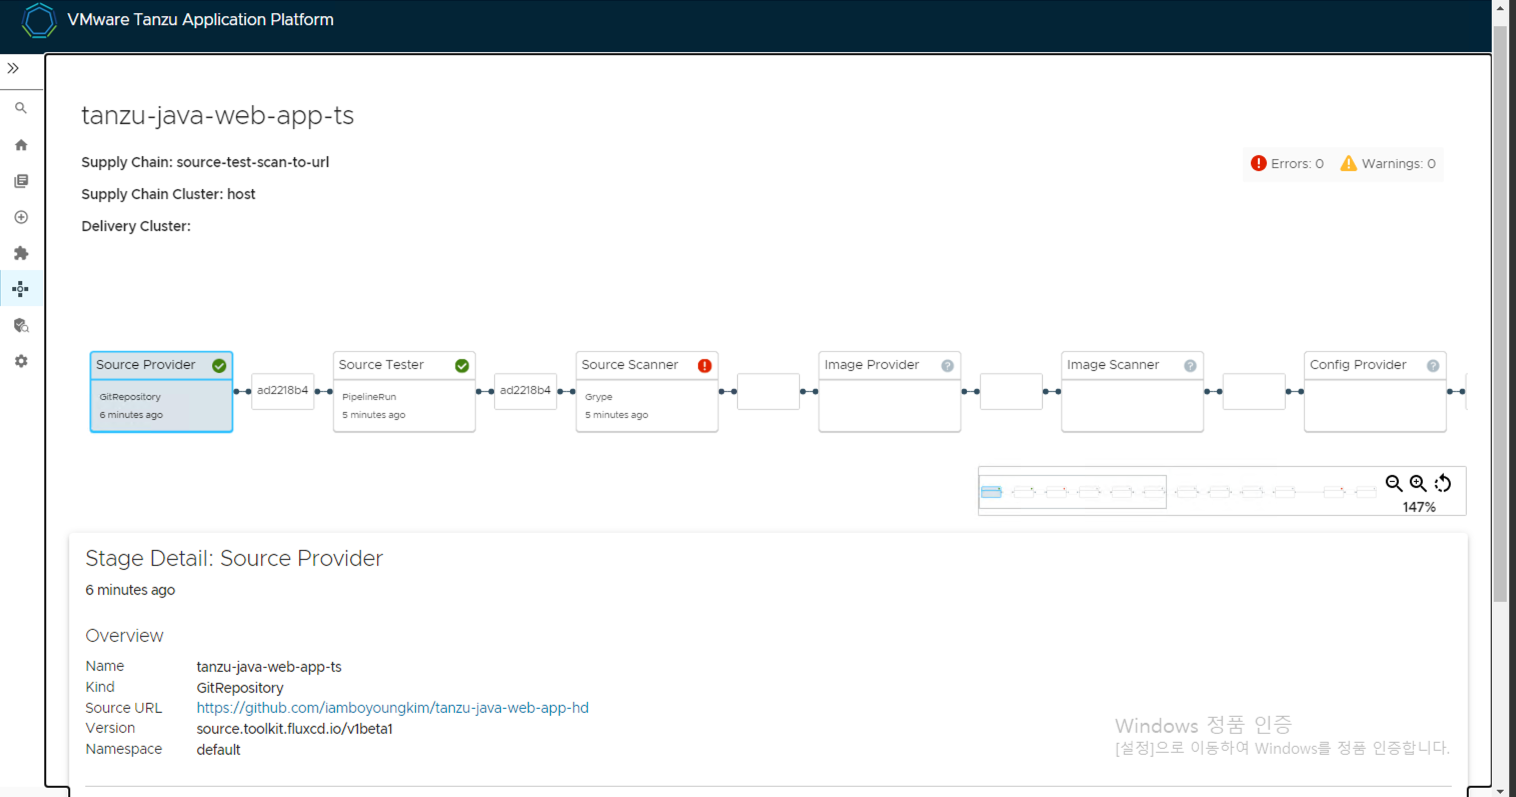 VMware Tanzu Application Platform
tanzu-java-web-app-ts
Supply Chain: source-test-scan-to-url
Errors: 0 Warnings: 0
Supply Chain Cluster: host
Delivery Cluster:
Source Provider
GitRepository
6 minutes ago
ad2218b4
Source Tester
PipelineRun
5 minutes ago
ad2218b4
Source Scanner
Grype
5 minutes ago
Image Provider
Image Scanner
Config Provider
147%
Stage Detail: Source Provider
6 minutes ago
Overview
Name tanzu-java-web-app-ts
Kind GitRepository
Source URL https://github.com/iamboyoungkim/tanzu-java-web-app-hd
Version source.toolkit.fluxcd.io/v1beta1
Namespace default
Windows 정품 인증
[설정]으로 이동하여 Windows를 정품 인증합니다.